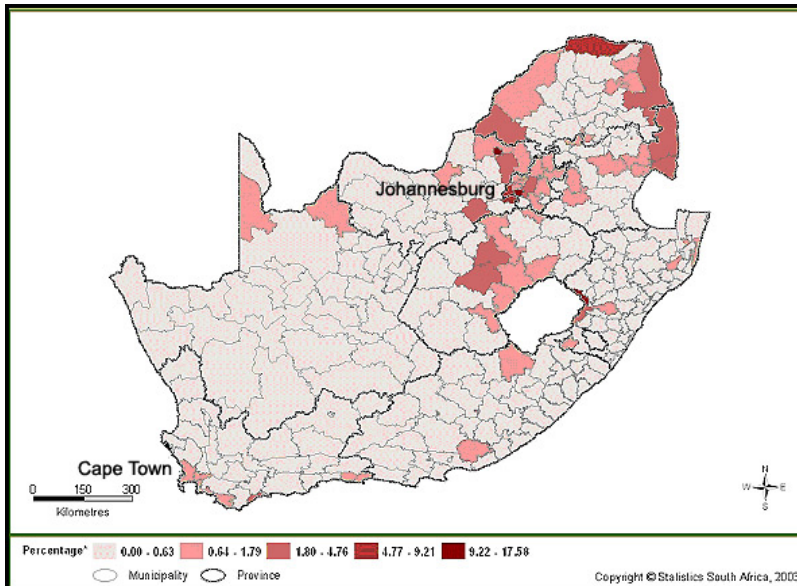 Johannesburg
Cape Town
0 150 300
Kilometres
N
W E
S
Percentage* 0.00 - 0.63 0.64 - 1.79 1.80 - 4.76 4.77 - 9.21 9.22 - 17.58
Municipality Province Copyright © Statistics South Africa, 2003